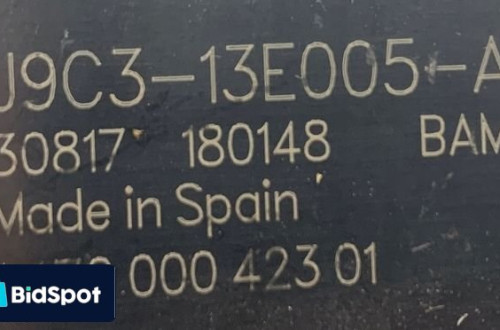 J9C3-13E005-A
30817 180148 BAM
Made in Spain
.000 423 01
BidSpot